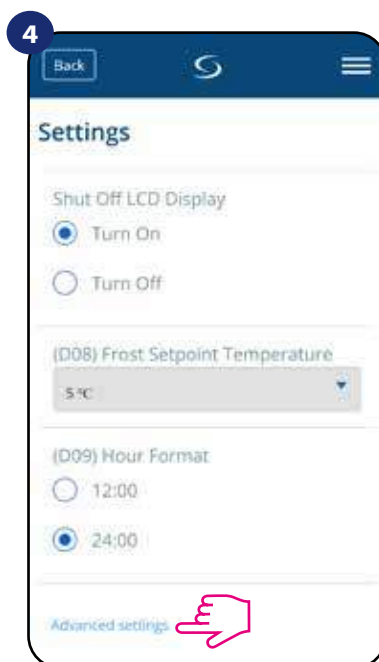 4
Back
Settings
Shut Off LCD Display
Turn On
Turn Off
(D08) Frost Setpoint Temperature
5 °C
(D09) Hour Format
12:00
24:00
Advanced settings